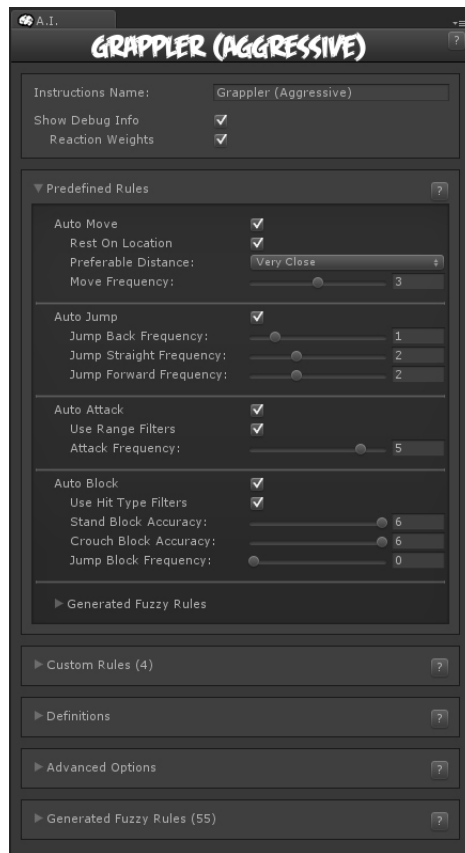 A.I.
GRAPPLER (AGGRESSIVE)
?
Instructions Name: Grappler (Aggressive)
Show Debug Info
Reaction Weights
Predefined Rules ?
Auto Move
Rest On Location
Preferable Distance: Very Close
Move Frequency: 3
Auto Jump
Jump Back Frequency: 1
Jump Straight Frequency: 2
Jump Forward Frequency: 2
Auto Attack
Use Range Filters
Attack Frequency: 5
Auto Block
Use Hit Type Filters
Stand Block Accuracy: 6
Crouch Block Accuracy: 6
Jump Block Frequency: 0
Generated Fuzzy Rules
Custom Rules (4) ?
Definitions ?
Advanced Options ?
Generated Fuzzy Rules (55) ?